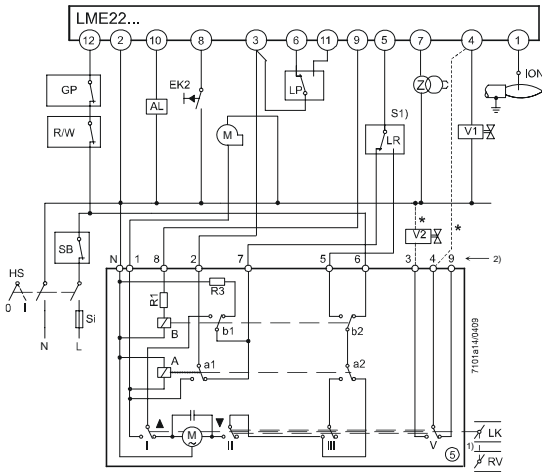 LME22...
12 2 10 8 3 6 11 9 5 7 4 1
ION
GP
EK2
LP
Z
C
AL
S1)
R/W
M
LR
V1
*
*
V2
SB
N 1 8 2 7 5 6 3 4 9 2)
HS
R3
R1
0 I
Si
B b1 b2
N L
A a1 a2
7101a14/0409
M
LK
I II III V
5
1)
RV